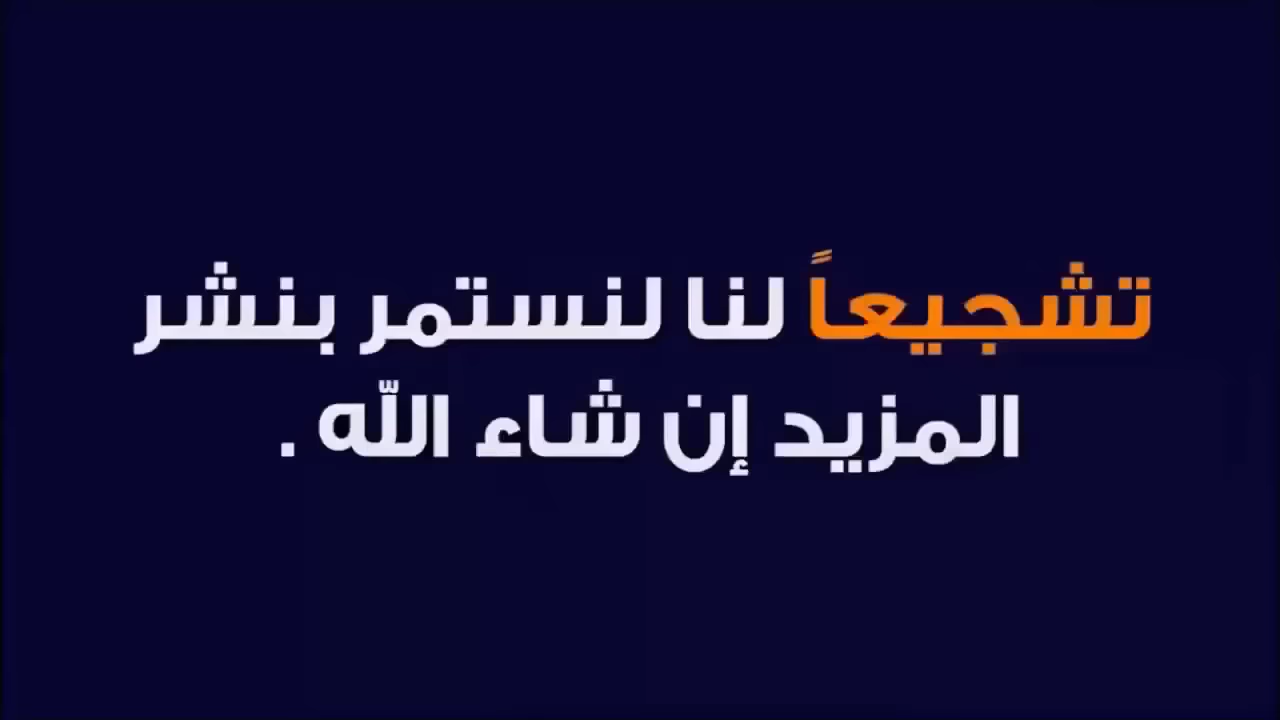 تشجيعاً لنا لنستمر بنشر
المزيد إن شاء الله .